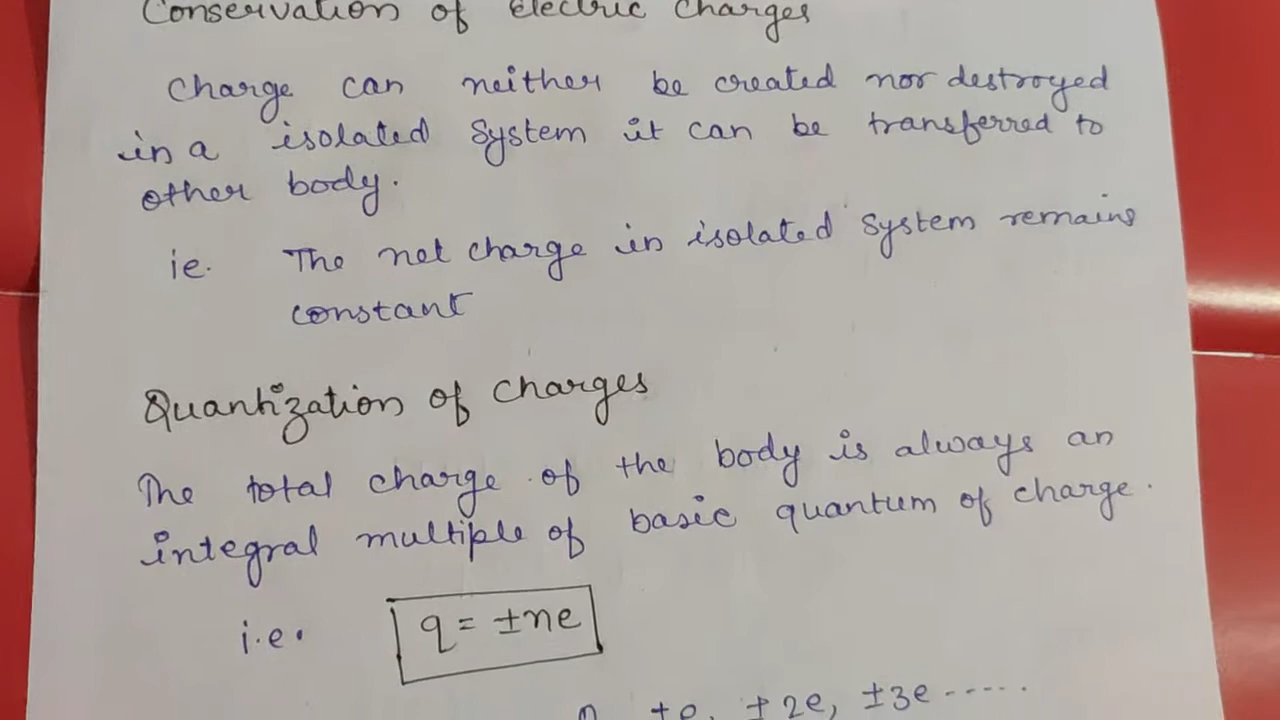 Conservation of Electric Charges
Charge can neither be created nor destroyed
in a isolated System it can be transferred to
other body.
ie. The net charge in isolated System remains
constant
Quantization of Charges
The total charge of the body is always an
integral multiple of basic quantum of charge.
i.e. q = ±ne
±e, ±2e, ±3e -----.